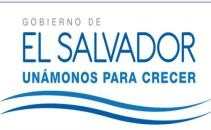 GOBIERNO DE
EL SALVADOR
UNÁMONOS PARA CRECER